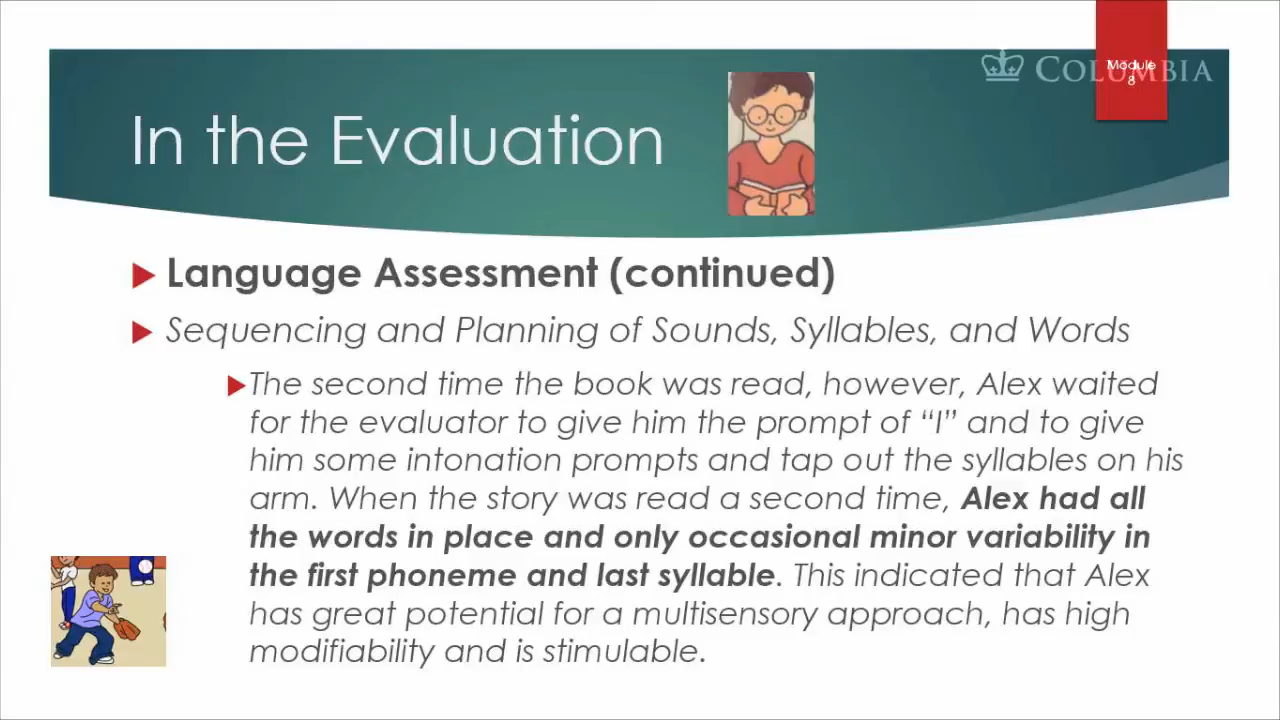 Module
8
COLUMBIA
In the Evaluation
Language Assessment (continued)
Sequencing and Planning of Sounds, Syllables, and Words
The second time the book was read, however, Alex waited
for the evaluator to give him the prompt of “I” and to give
him some intonation prompts and tap out the syllables on his
arm. When the story was read a second time, Alex had all
the words in place and only occasional minor variability in
the first phoneme and last syllable. This indicated that Alex
has great potential for a multisensory approach, has high
modifiability and is stimulable.